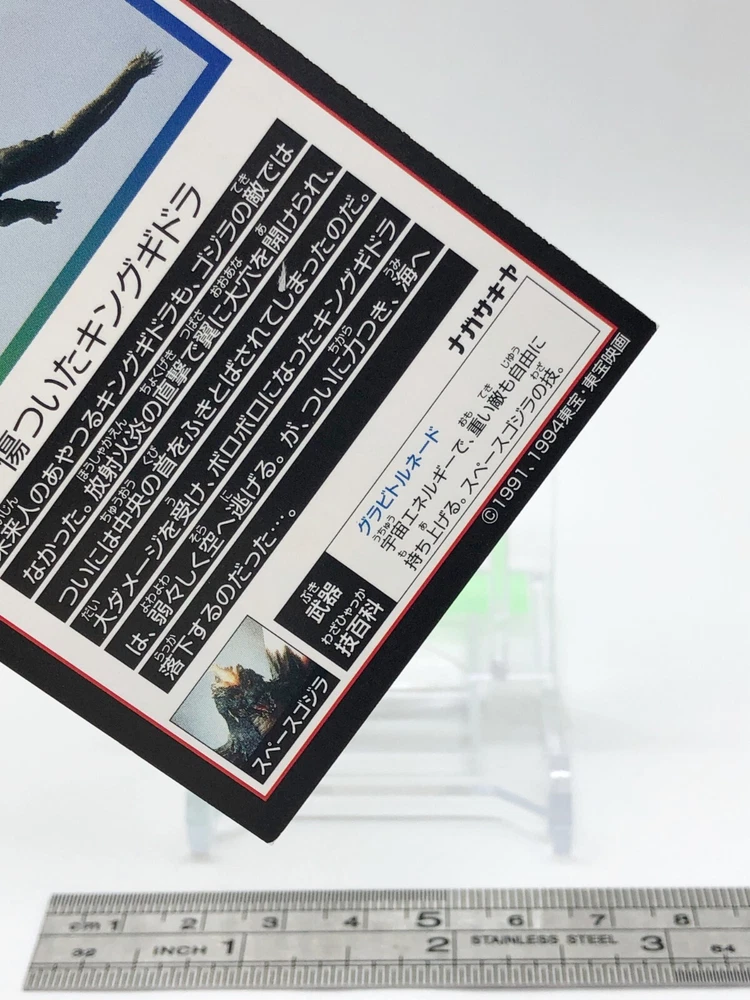 傷ついたキングギドラ
未来人のあやつるキングギドラも、ゴジラの敵では
なかった。放射火炎の直撃で翼に大穴を開けられ、
ついには中央の首をふきとばされてしまったのだ。
大ダメージを受け、ボロボロになったキングギドラ
は、弱々しく空へ逃げる。が、ついに力つき、海へ
落下するのだった…。
スペースゴジラ
武器
技百科
グラビトルネード
宇宙エネルギーで、重い敵も自由に
持ち上げる。スペースゴジラの技。
ナガサキヤ
©1991、1994東宝・東宝映画
cm 1 2 3 4 5 6 7 8
32 INCH 1 2 STAINLESS STEEL 3 64